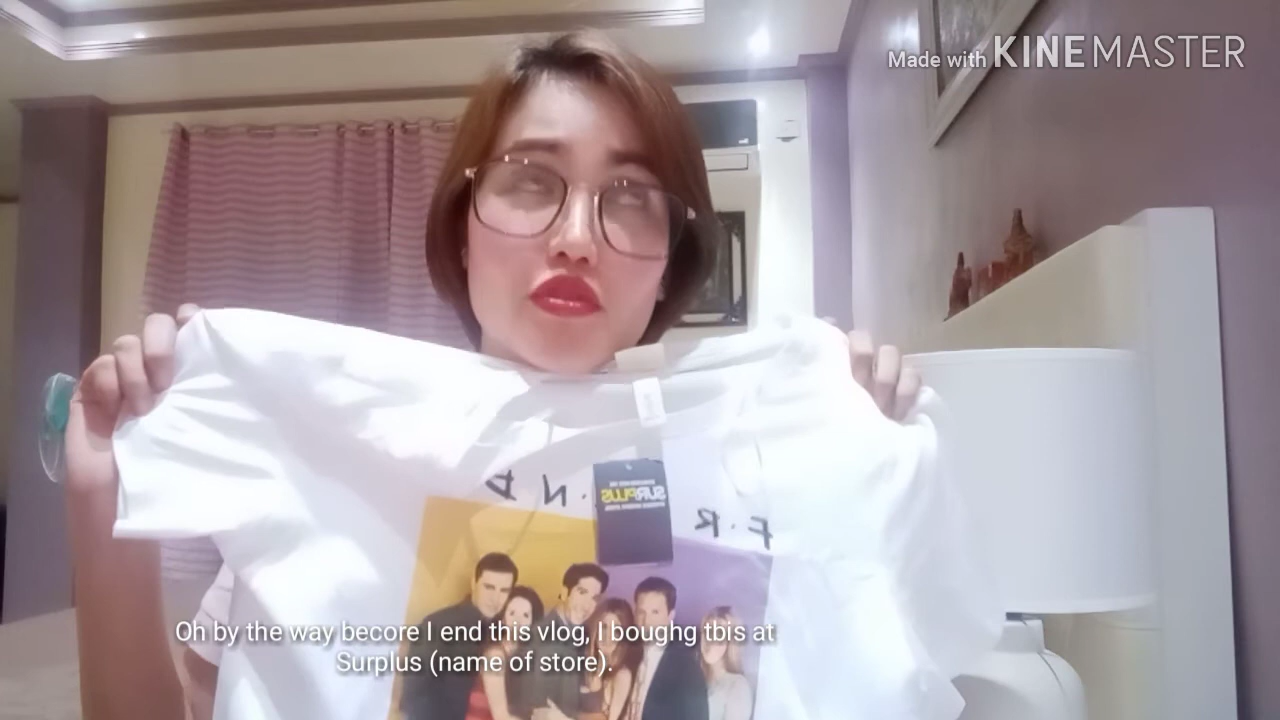 Made with KINEMASTER
F.R
.N D
SURPLUS
Oh by the way becore I end this vlog, I boughg tbis at
Surplus (name of store).